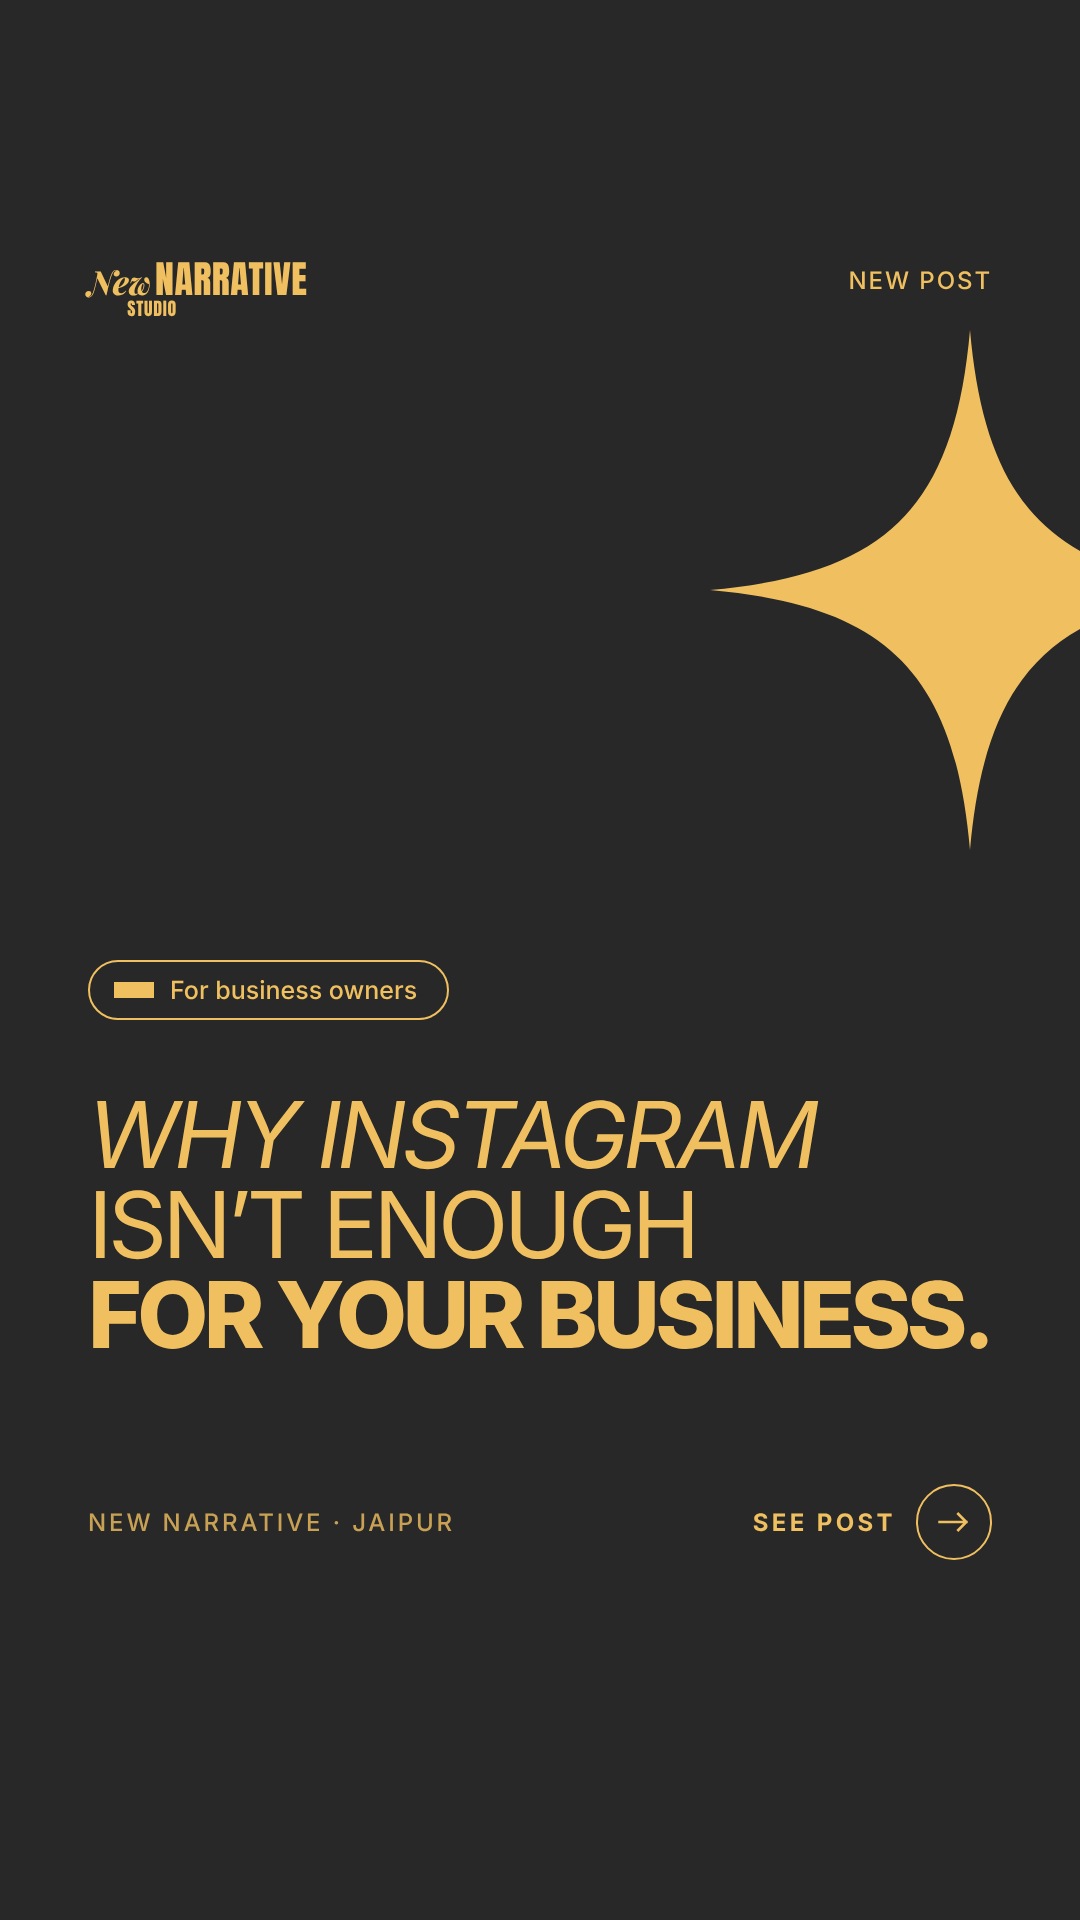 New NARRATIVE
STUDIO
NEW POST
For business owners
WHY INSTAGRAM
ISN’T ENOUGH
FOR YOUR BUSINESS.
NEW NARRATIVE · JAIPUR
SEE POST →